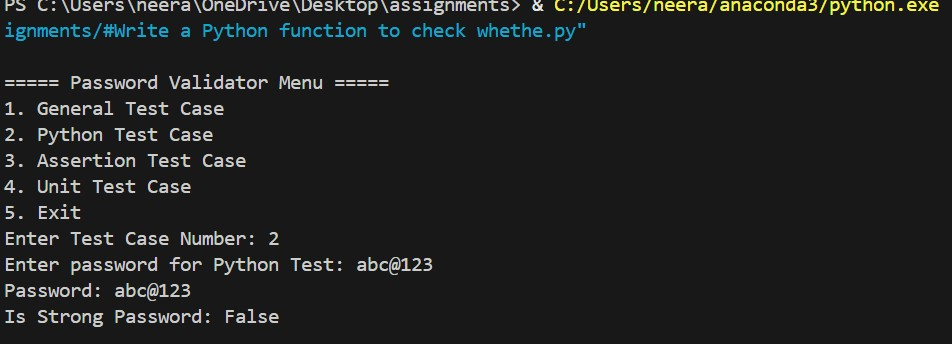 PS C:\Users\neera\OneDrive\Desktop\assignments> & C:/Users/neera/anaconda3/python.exe
ignments/#Write a Python function to check whethe.py"
===== Password Validator Menu =====
1. General Test Case
2. Python Test Case
3. Assertion Test Case
4. Unit Test Case
5. Exit
Enter Test Case Number: 2
Enter password for Python Test: abc@123
Password: abc@123
Is Strong Password: False